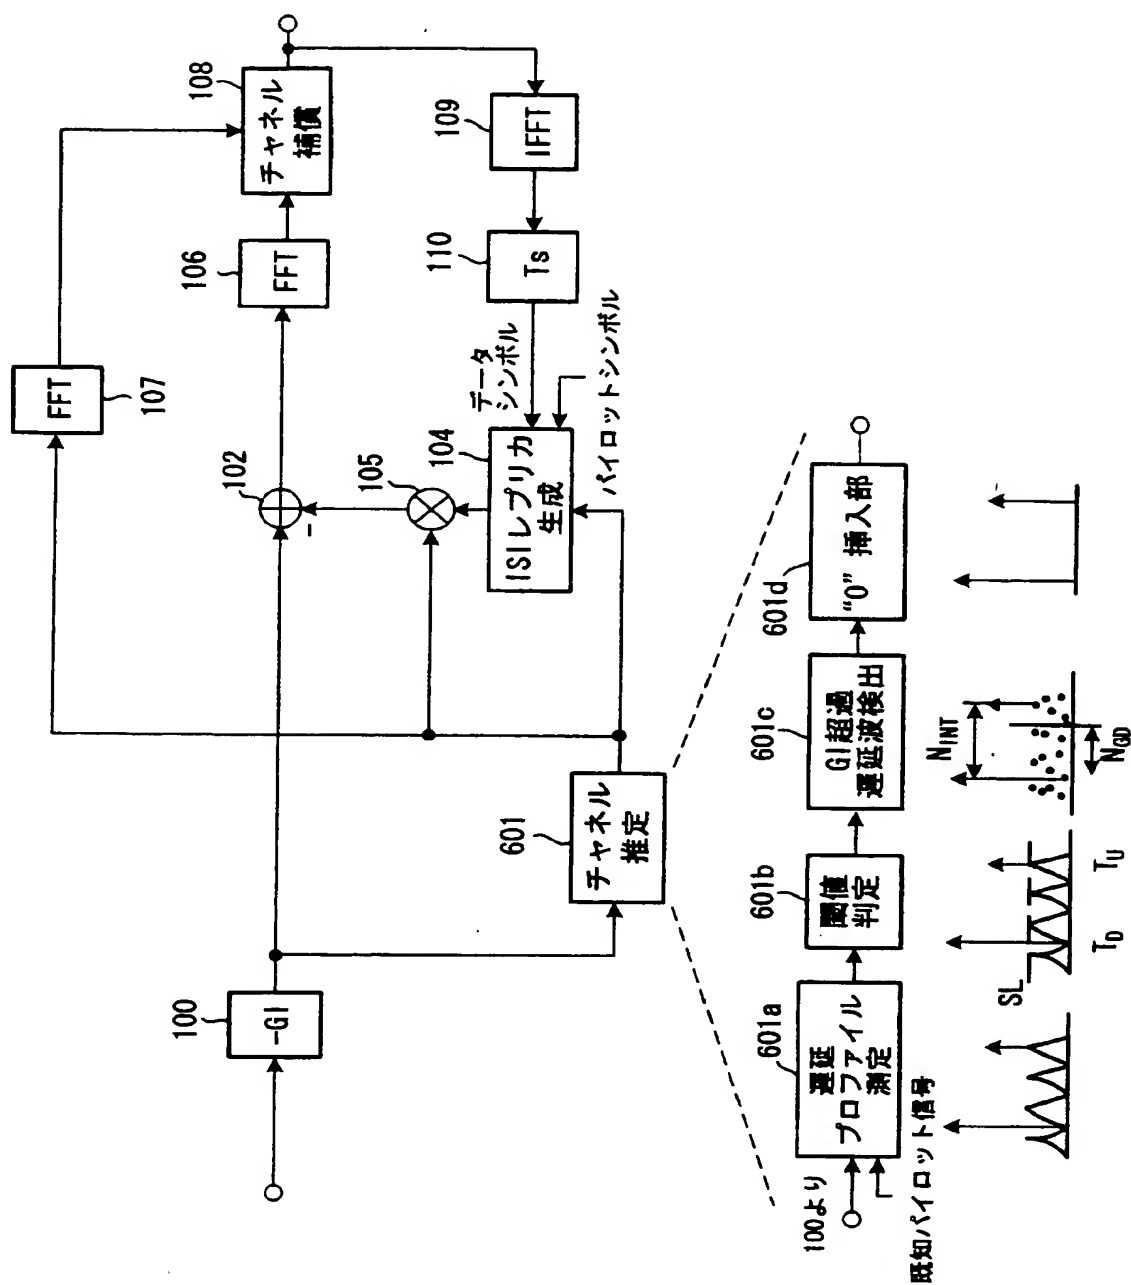 107
FFT
108
チャネル
補償
106
FFT
102
-
105
109
IFFT
110
Ts
データ
シンボル
パイロットシンボル
104
ISIレプリカ
生成
100
-GI
601
チャネル
推定
601a
遅延
プロファイル
測定
100より
既知パイロット信号
601b
閾値
判定
601c
GI超過
遅延波検出
601d
“0” 挿入部
SL
TD
TU
NINT
NGD